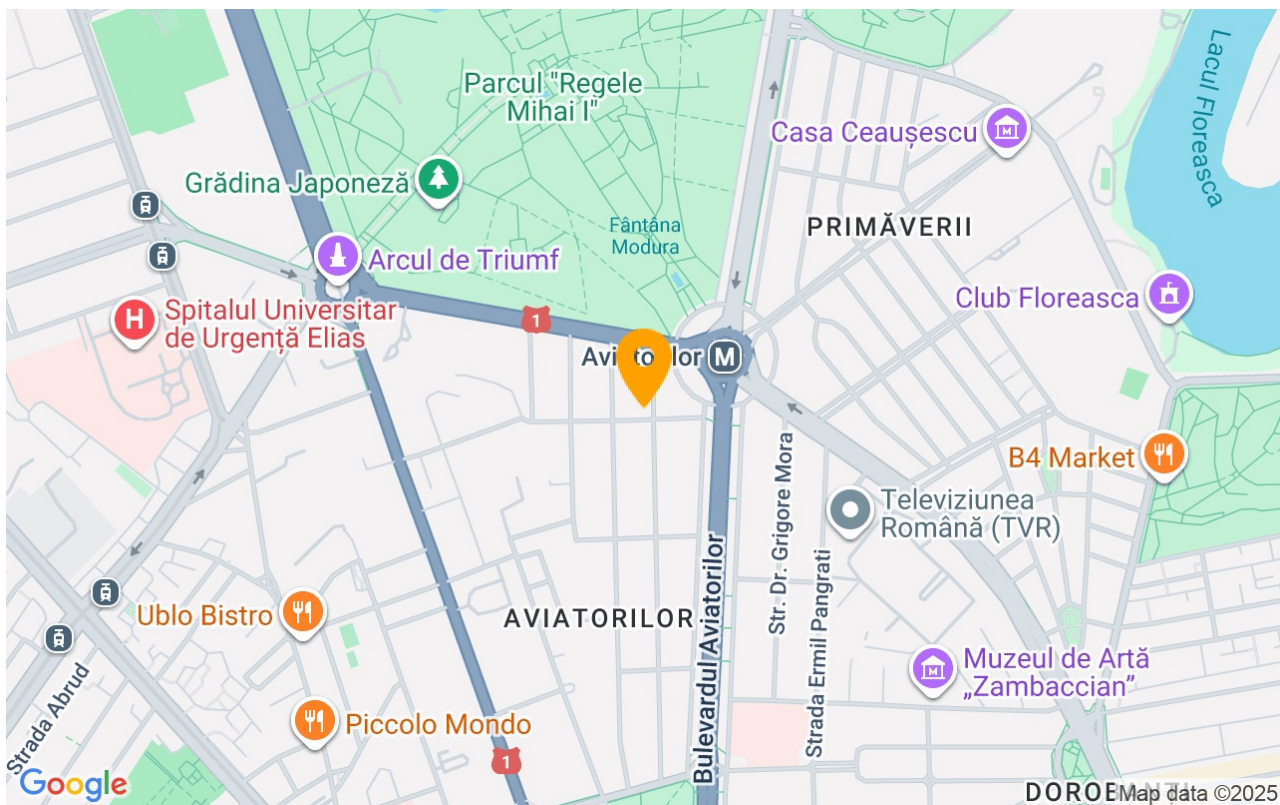 Parcul "Regele
Mihai I"
Lacul Floreasca
Casa Ceaușescu
M
Grădina Japoneză
Fântâna
Modura
PRIMĂVERII
Arcul de Triumf
Club Floreasca
H
Spitalul Universitar
de Urgență Elias
1
M
B4 Market
Str. Dr. Grigore Mora
Televiziunea
Română (TVR)
Bulevardul Aviatorilor
Strada Ermil Pangrati
Ublo Bistro
AVIATORILOR
Muzeul de Artă
„Zambaccian”
M
Strada Abrud
Piccolo Mondo
1
Google
Map data ©2025